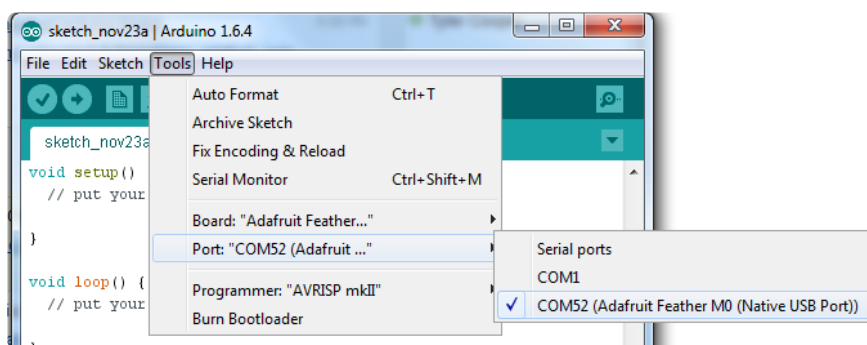 sketch_nov23a | Arduino 1.6.4
File Edit Sketch Tools Help
sketch_nov23a
Auto Format Ctrl+T
Archive Sketch
Fix Encoding & Reload
Serial Monitor Ctrl+Shift+M
Board: "Adafruit Feather..."
Port: "COM52 (Adafruit ..."
Programmer: "AVRISP mkII"
Burn Bootloader
Serial ports
COM1
COM52 (Adafruit Feather M0 (Native USB Port))
void setup()
// put your
}
void loop() {
// put your